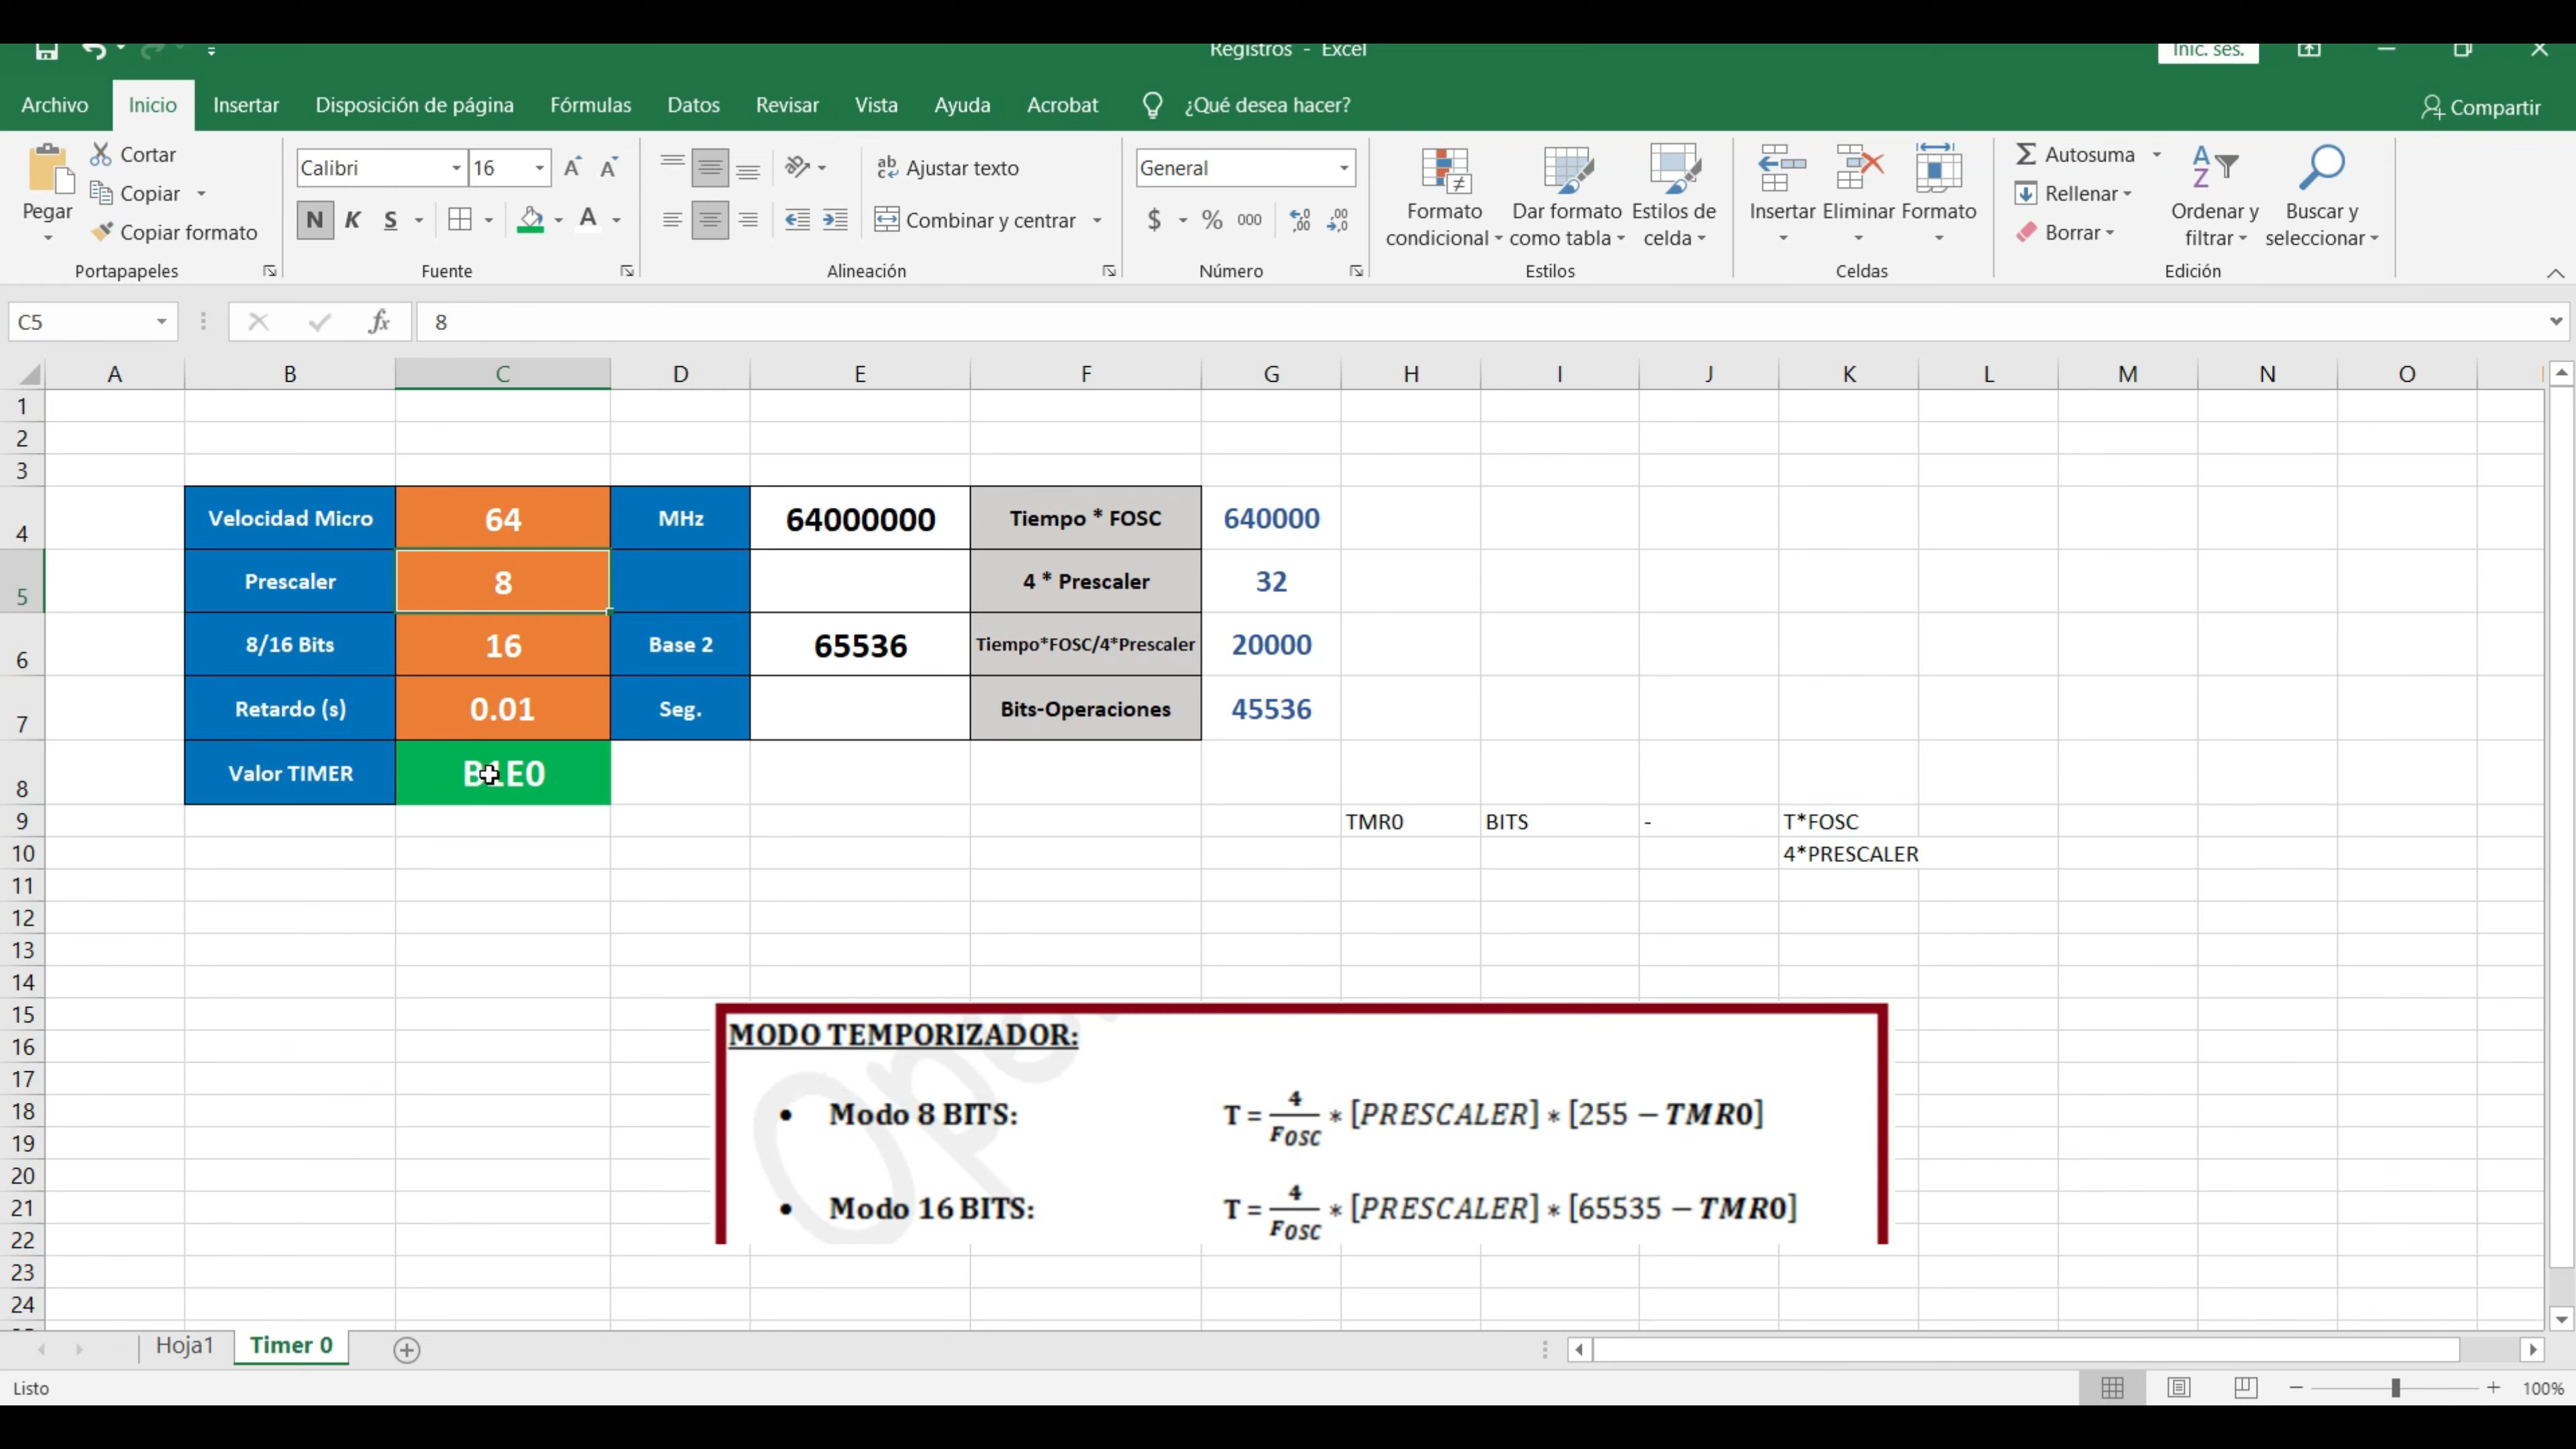 Registros - Excel
Inic. ses.
Archivo Inicio Insertar Disposición de página Fórmulas Datos Revisar Vista Ayuda Acrobat ¿Qué desea hacer? Compartir
Pegar
Cortar
Copiar
Copiar formato
Portapapeles
Calibri 16
N K S
Fuente
Ajustar texto
Combinar y centrar
Alineación
General
$ % 000
Número
Formato condicional
Dar formato como tabla
Estilos de celda
Estilos
Insertar Eliminar Formato
Celdas
Autosuma
Rellenar
Borrar
Ordenar y filtrar
Buscar y seleccionar
Edición
C5 fx 8
A B C D E F G H I J K L M N O
1
2
3
4 Velocidad Micro 64 MHz 64000000 Tiempo * FOSC 640000
5 Prescaler 8 4 * Prescaler 32
6 8/16 Bits 16 Base 2 65536 Tiempo*FOSC/4*Prescaler 20000
7 Retardo (s) 0.01 Seg. Bits-Operaciones 45536
8 Valor TIMER B1E0
9 TMR0 BITS - T*FOSC
10 4*PRESCALER
11
12
13
14
15
16
17
18
19
20
21
22
23
24
MODO TEMPORIZADOR:
• Modo 8 BITS: T = 4/FOSC * [PRESCALER] * [255 − TMR0]
• Modo 16 BITS: T = 4/FOSC * [PRESCALER] * [65535 − TMR0]
Hoja1 Timer 0
Listo 100%